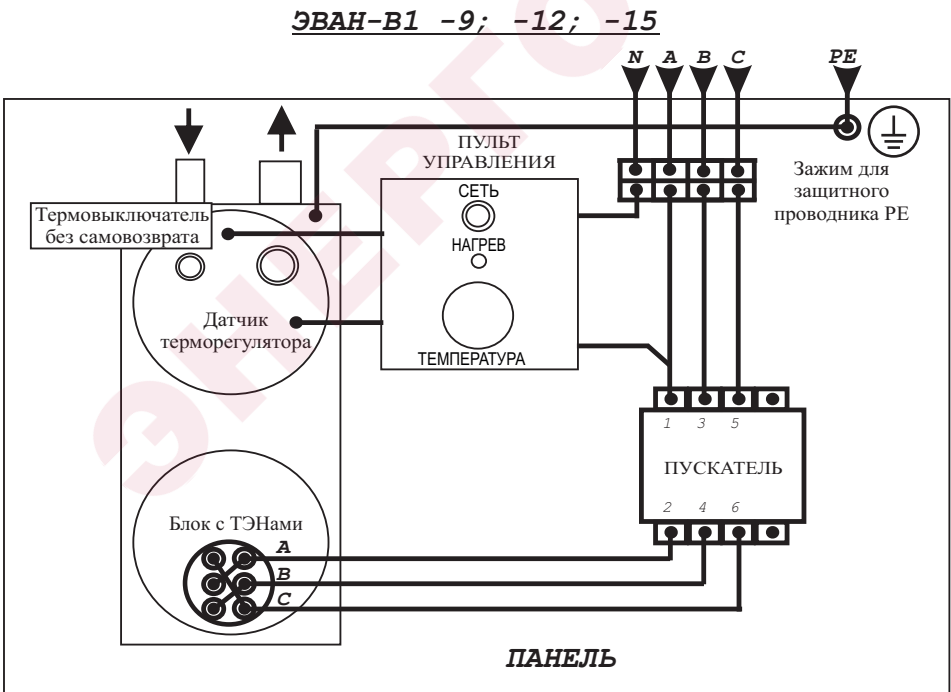 ЭВАН-В1 -9; -12; -15
N A B C PE
ПУЛЬТ
УПРАВЛЕНИЯ
Зажим для
защитного
проводника PE
СЕТЬ
НАГРЕВ
ТЕМПЕРАТУРА
Термовыключатель
без самовозврата
Датчик
терморегулятора
1 3 5
ПУСКАТЕЛЬ
2 4 6
Блок с ТЭНами
A
B
C
ПАНЕЛЬ
ЭНЕРГО